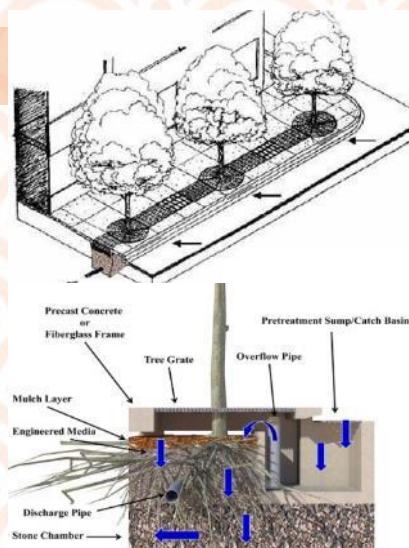 Precast Concrete
or
Fiberglass Frame
Pretreatment Sump/Catch Basin
Tree Grate
Overflow Pipe
Mulch Layer
Engineered Media
Discharge Pipe
Stone Chamber